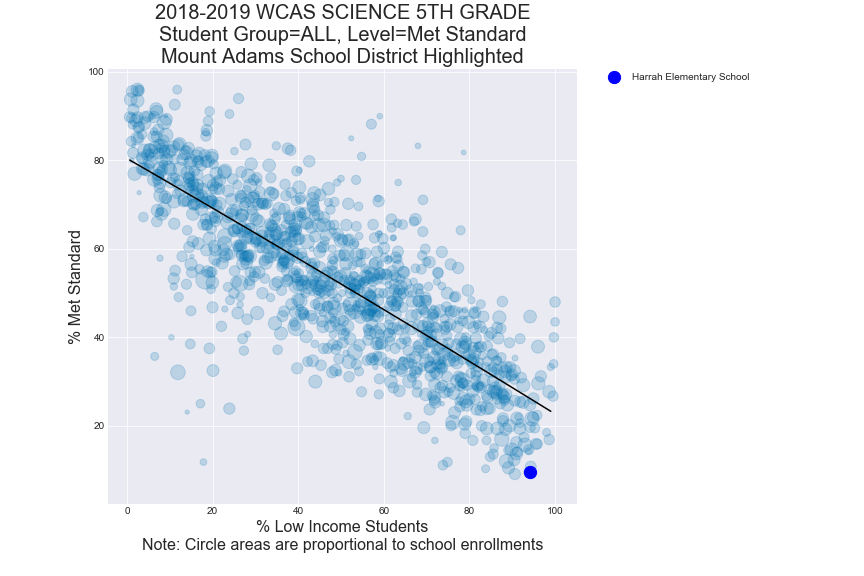 2018-2019 WCAS SCIENCE 5TH GRADE
Student Group=ALL, Level=Met Standard
Mount Adams School District Highlighted
Harrah Elementary School
% Met Standard
100
80
60
40
20
0 20 40 60 80 100
% Low Income Students
Note: Circle areas are proportional to school enrollments